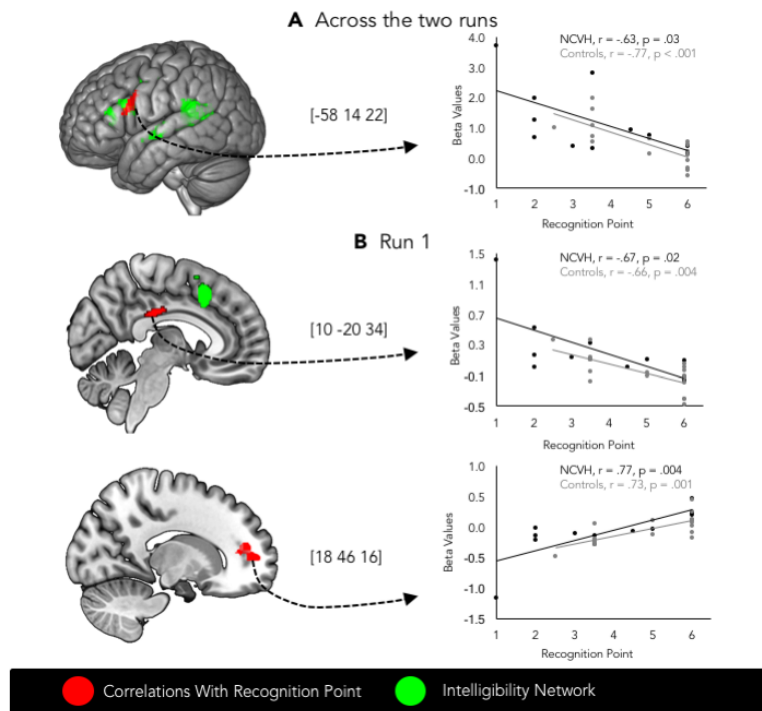 A Across the two runs
NCVH, r = -.63, p = .03
Controls, r = -.77, p < .001
4.0
3.0
2.0
1.0
0.0
-1.0
Beta Values
1 2 3 4 5 6
Recognition Point
[-58 14 22]
B Run 1
NCVH, r = -.67, p = .02
Controls, r = -.66, p = .004
1.5
1.1
0.7
0.3
-0.1
-0.5
Beta Values
1 2 3 4 5 6
Recognition Point
[10 -20 34]
NCVH, r = .77, p = .004
Controls, r = .73, p = .001
1.0
0.5
0.0
-0.5
-1.0
-1.5
Beta Values
1 2 3 4 5 6
Recognition Point
[18 46 16]
Correlations With Recognition Point
Intelligibility Network